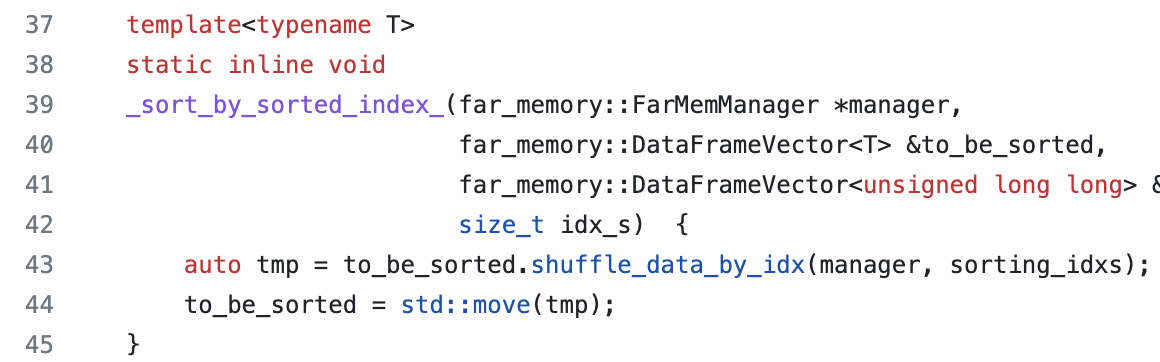 37 template<typename T>
38 static inline void
39 _sort_by_sorted_index_(far_memory::FarMemManager *manager,
40 far_memory::DataFrameVector<T> &to_be_sorted,
41 far_memory::DataFrameVector<unsigned long long> &
42 size_t idx_s)  {
43 auto tmp = to_be_sorted.shuffle_data_by_idx(manager, sorting_idxs);
44 to_be_sorted = std::move(tmp);
45 }